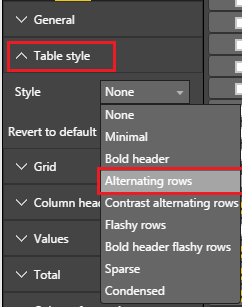 General
Table style
Style
None
None
Minimal
Revert to default
Bold header
Grid
Alternating rows
Column hea
Contrast alternating rows
Flashy rows
Values
Bold header flashy rows
Sparse
Total
Condensed